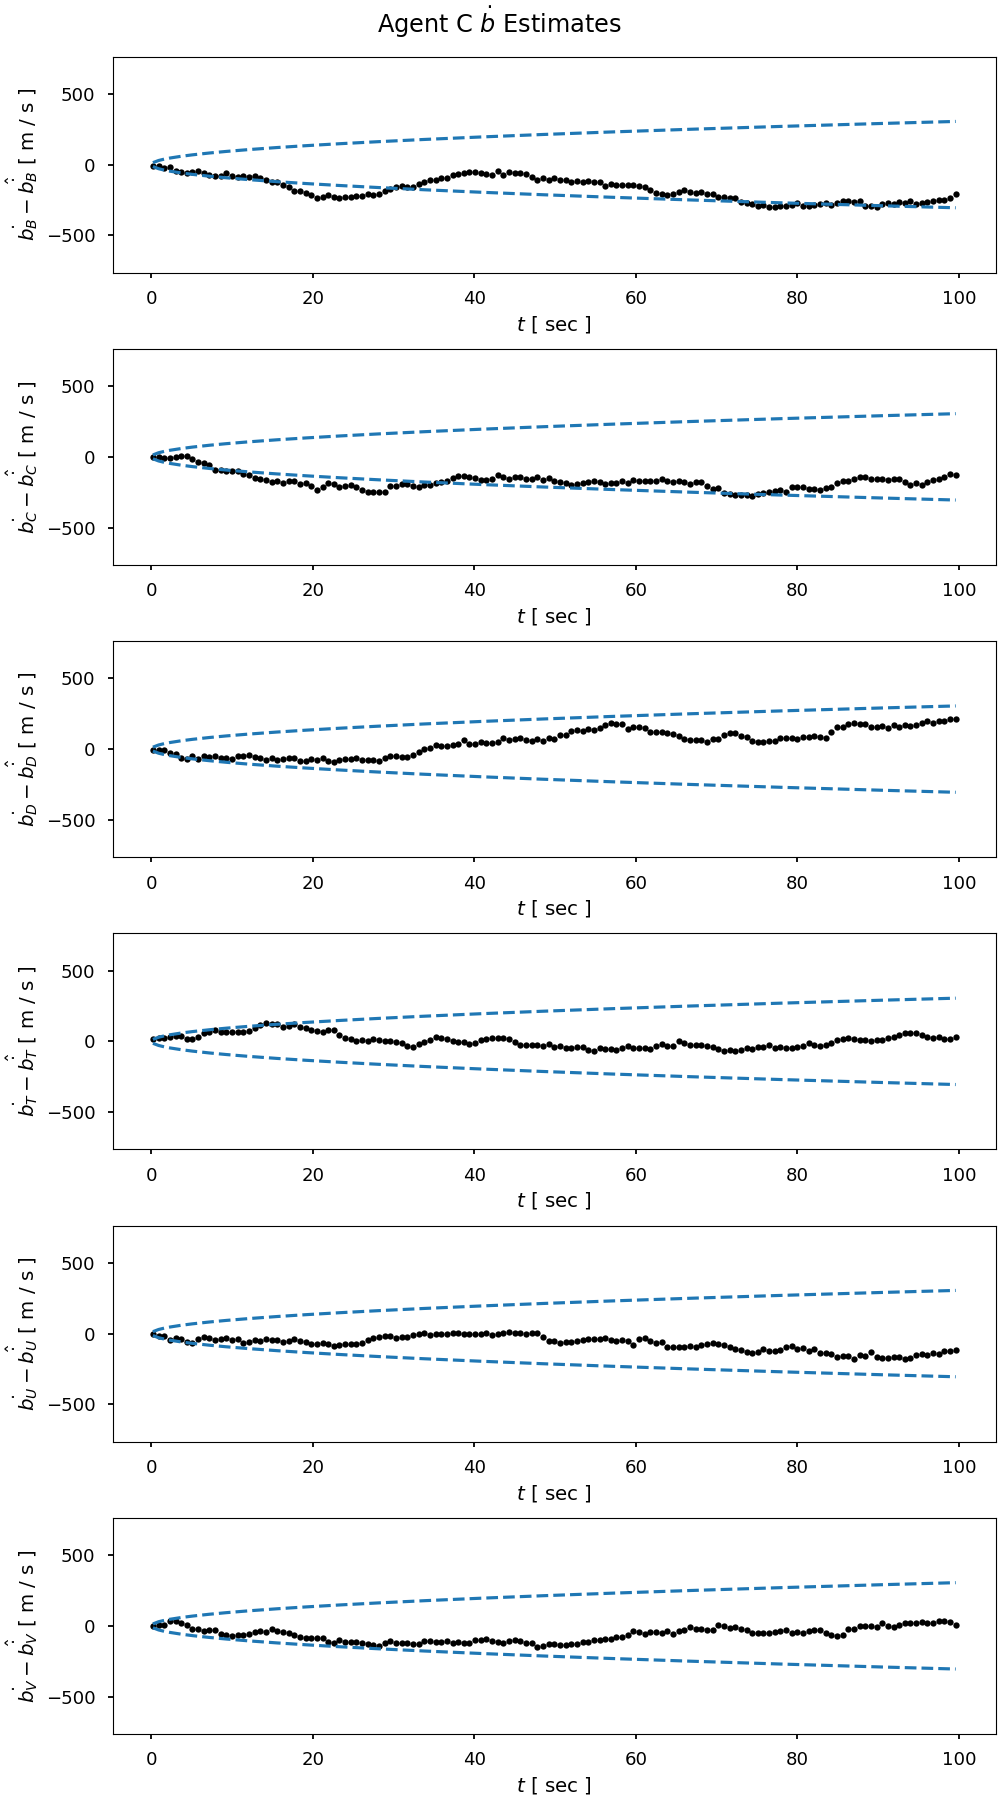 Agent C ḃ Estimates
ḃ_B − ḃ̂_B [ m / s ]
500
0
−500
0 20 40 60 80 100
t [ sec ]
ḃ_C − ḃ̂_C [ m / s ]
500
0
−500
0 20 40 60 80 100
t [ sec ]
ḃ_D − ḃ̂_D [ m / s ]
500
0
−500
0 20 40 60 80 100
t [ sec ]
ḃ_T − ḃ̂_T [ m / s ]
500
0
−500
0 20 40 60 80 100
t [ sec ]
ḃ_U − ḃ̂_U [ m / s ]
500
0
−500
0 20 40 60 80 100
t [ sec ]
ḃ_V − ḃ̂_V [ m / s ]
500
0
−500
0 20 40 60 80 100
t [ sec ]